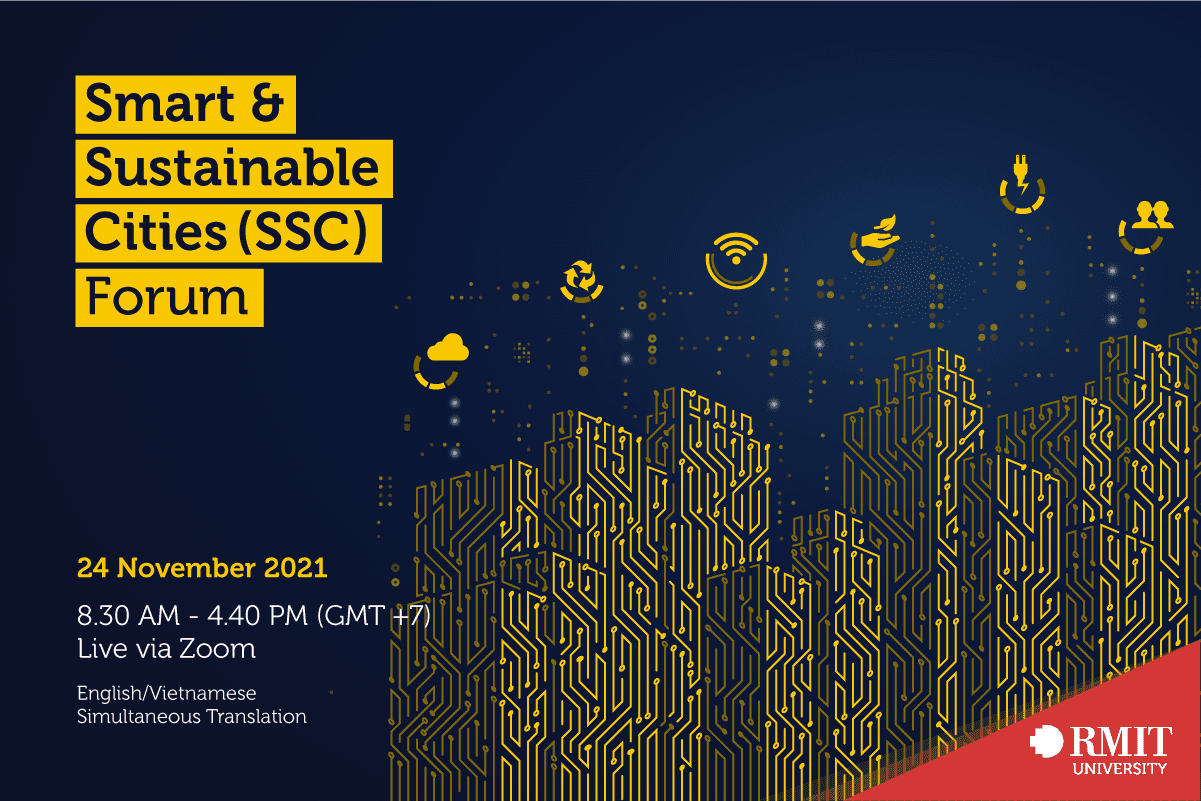 Smart &
Sustainable
Cities (SSC)
Forum
24 November 2021
8.30 AM - 4.40 PM (GMT +7)
Live via Zoom
English/Vietnamese
Simultaneous Translation
RMIT
UNIVERSITY